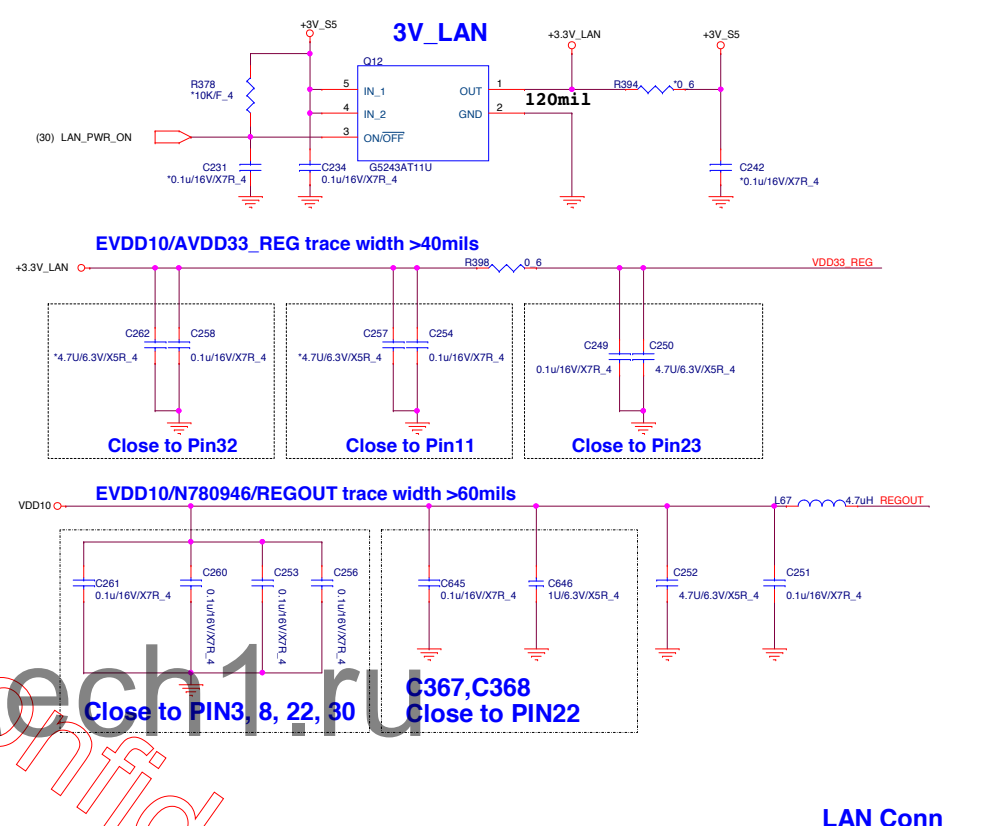 3V_LAN
+3V_S5
+3.3V_LAN
+3V_S5
Q12
R378
*10K/F_4
5
IN_1
OUT
1
R394
*0_6
120mil
4
IN_2
GND
2
(30) LAN_PWR_ON
3
ON/OFF
G5243AT11U
C231
*0.1u/16V/X7R_4
C234
0.1u/16V/X7R_4
C242
*0.1u/16V/X7R_4
EVDD10/AVDD33_REG trace width >40mils
+3.3V_LAN
R398
0_6
VDD33_REG
C262
*4.7U/6.3V/X5R_4
C258
0.1u/16V/X7R_4
C257
*4.7U/6.3V/X5R_4
C254
0.1u/16V/X7R_4
C249
0.1u/16V/X7R_4
C250
4.7U/6.3V/X5R_4
Close to Pin32
Close to Pin11
Close to Pin23
EVDD10/N780946/REGOUT trace width >60mils
VDD10
L67
4.7uH
REGOUT
C261
0.1u/16V/X7R_4
C260
0.1u/16V/X7R_4
C253
0.1u/16V/X7R_4
C256
0.1u/16V/X7R_4
C645
0.1u/16V/X7R_4
C646
1U/6.3V/X5R_4
C252
4.7U/6.3V/X5R_4
C251
0.1u/16V/X7R_4
Close to PIN3, 8, 22, 30
C367,C368
Close to PIN22
ech1.ru
onfid
LAN Conn